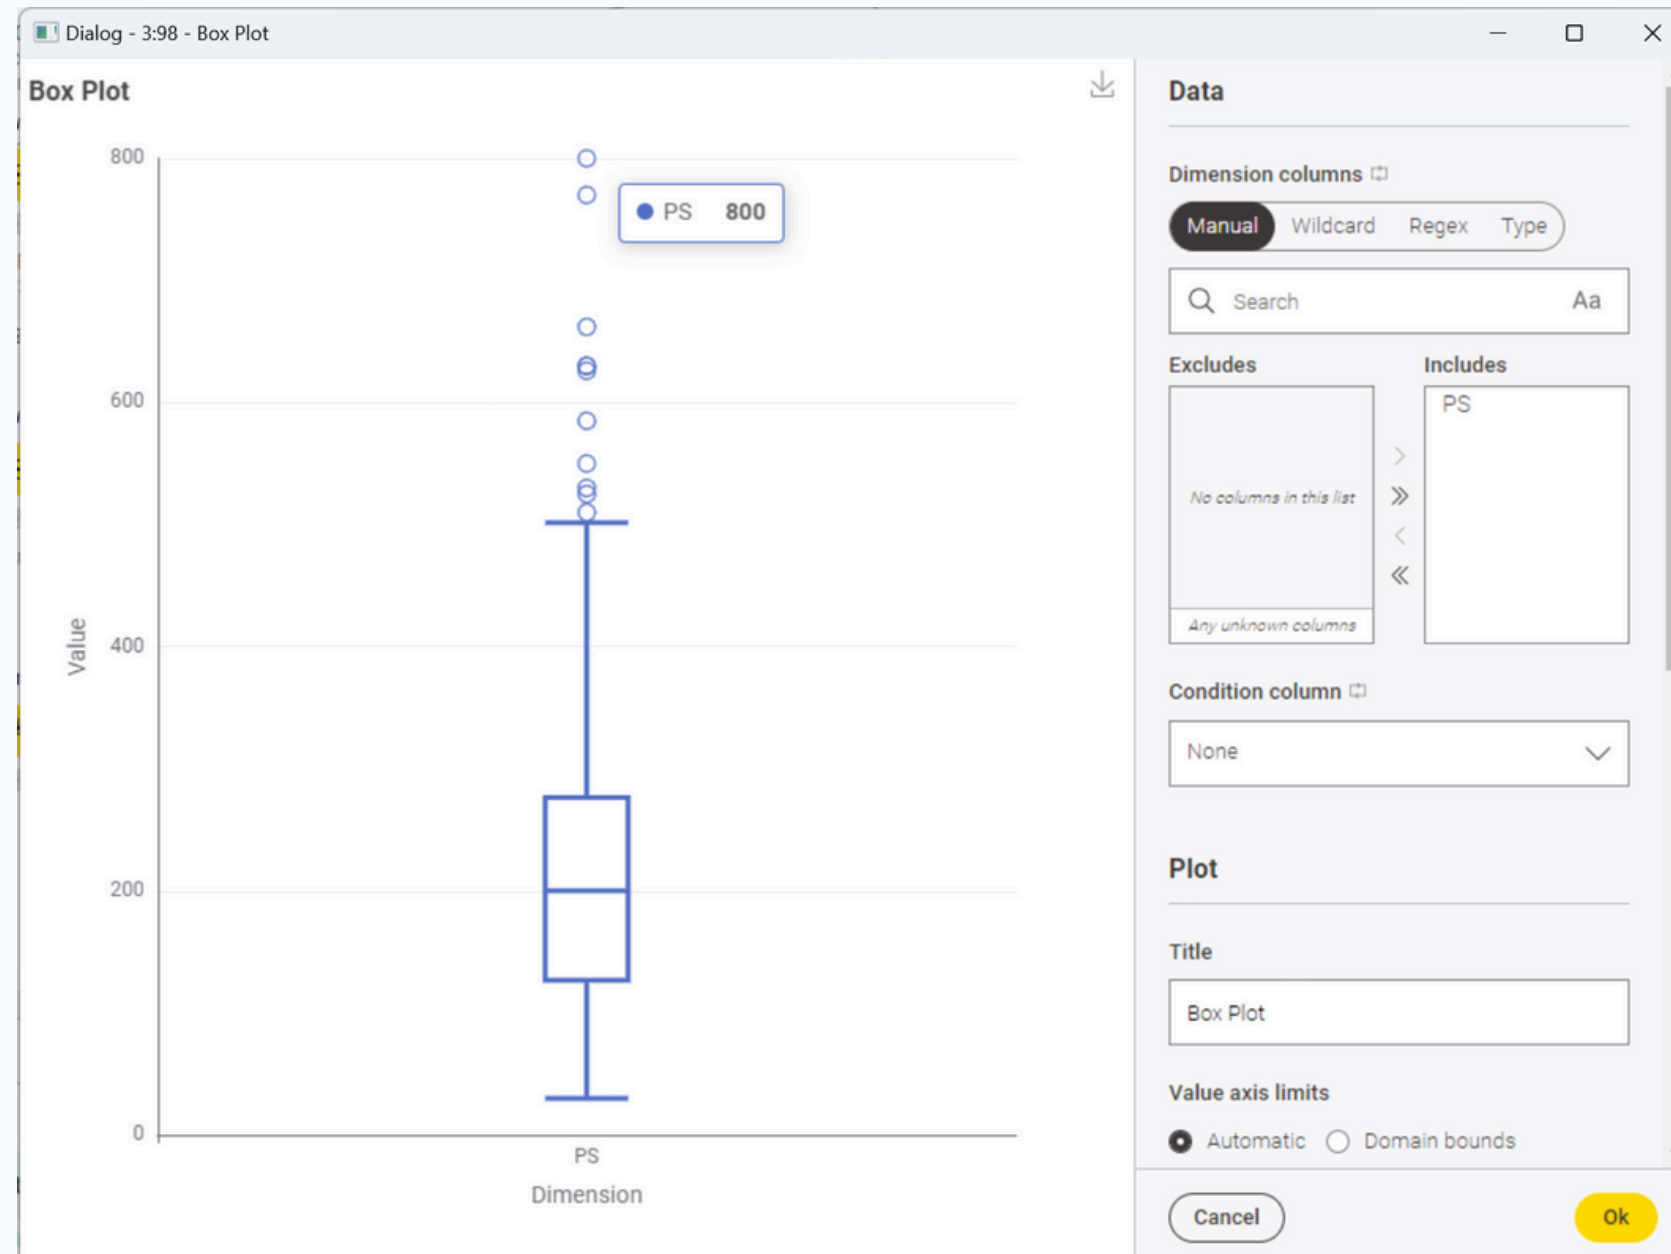 Dialog - 3:98 - Box Plot
Box Plot
800
600
400
200
0
Value
PS 800
PS
Dimension
Data
Dimension columns
Manual Wildcard Regex Type
Search Aa
Excludes Includes
PS
No columns in this list
Any unknown columns
Condition column
None
Plot
Title
Box Plot
Value axis limits
Automatic Domain bounds
Cancel Ok